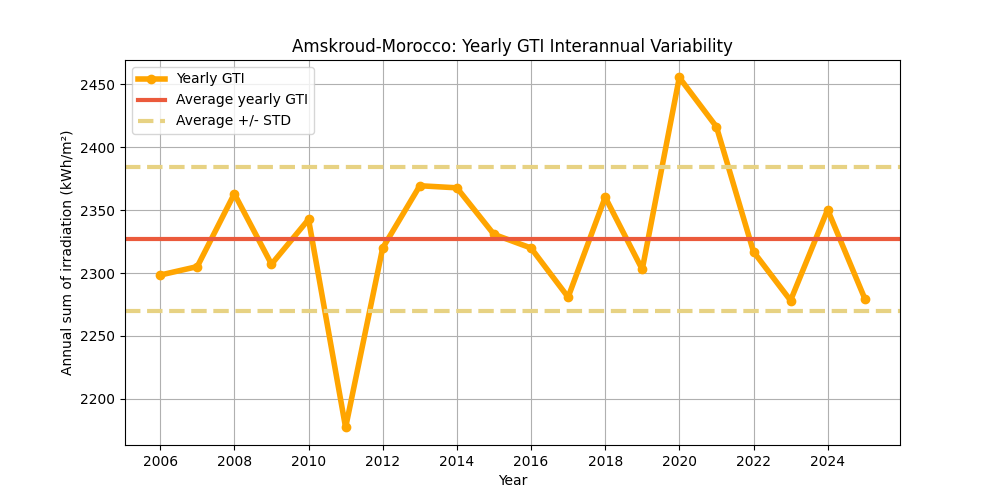 Amskroud-Morocco: Yearly GTI Interannual Variability
Yearly GTI
Average yearly GTI
Average +/- STD
Annual sum of irradiation (kWh/m²)
2450
2400
2350
2300
2250
2200
2006 2008 2010 2012 2014 2016 2018 2020 2022 2024
Year